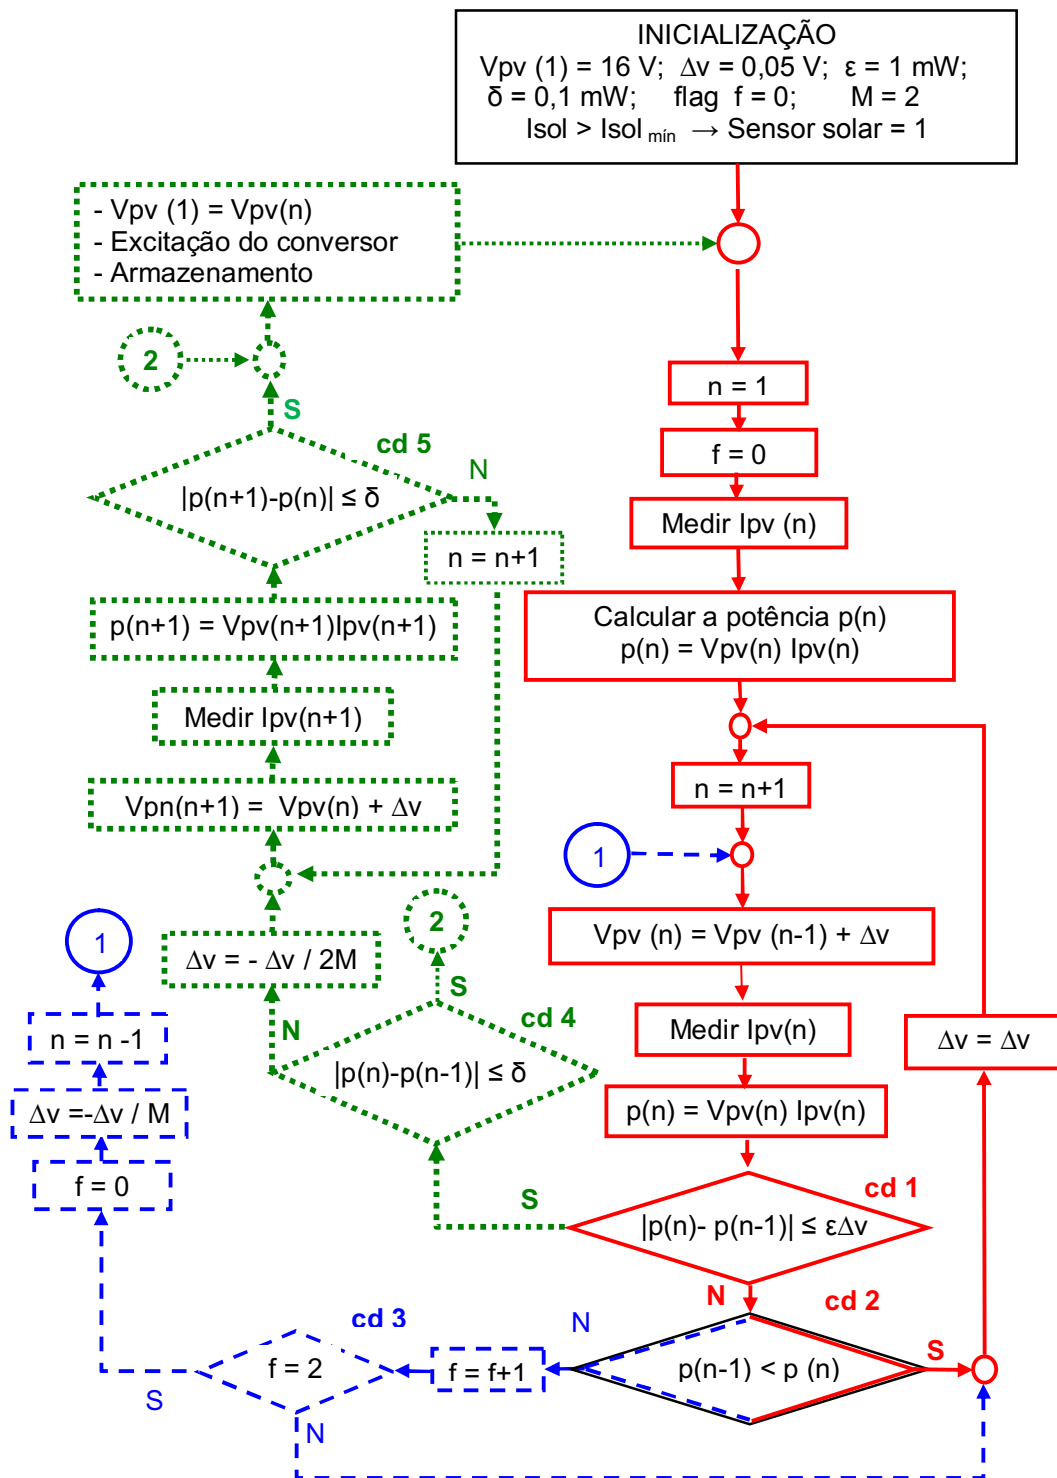 INICIALIZAÇÃO
Vpv (1) = 16 V; Δv = 0,05 V; ε = 1 mW;
δ = 0,1 mW; flag f = 0; M = 2
Isol > Isol mín → Sensor solar = 1
- Vpv (1) = Vpv(n)
- Excitação do conversor
- Armazenamento
2
S
cd 5
N
|p(n+1)-p(n)| ≤ δ
n = n+1
p(n+1) = Vpv(n+1)Ipv(n+1)
Medir Ipv(n+1)
Vpn(n+1) = Vpv(n) + Δv
Δv = - Δv / 2M
2
S
N
cd 4
|p(n)-p(n-1)| ≤ δ
S
1
n = n -1
Δv =-Δv / M
f = 0
S
cd 3
f = 2
N
f = f+1
N
n = 1
f = 0
Medir Ipv (n)
Calcular a potência p(n)
p(n) = Vpv(n) Ipv(n)
n = n+1
1
Vpv (n) = Vpv (n-1) + Δv
Medir Ipv(n)
Δv = Δv
p(n) = Vpv(n) Ipv(n)
cd 1
|p(n)- p(n-1)| ≤ εΔv
N
cd 2
p(n-1) < p (n)
S